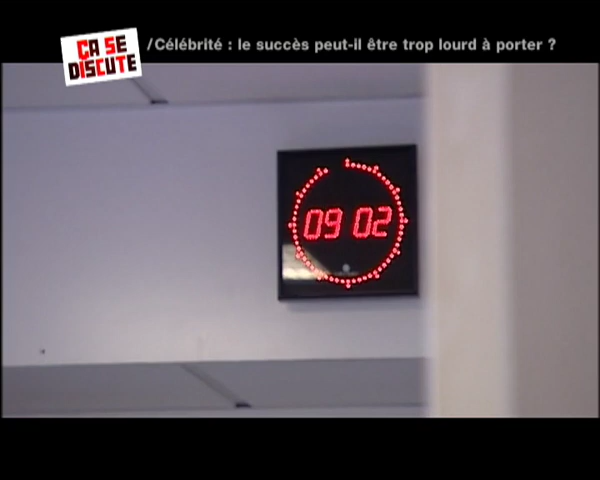 ÇA SE
DISCUTE
/Célébrité : le succès peut-il être trop lourd à porter ?
09 02